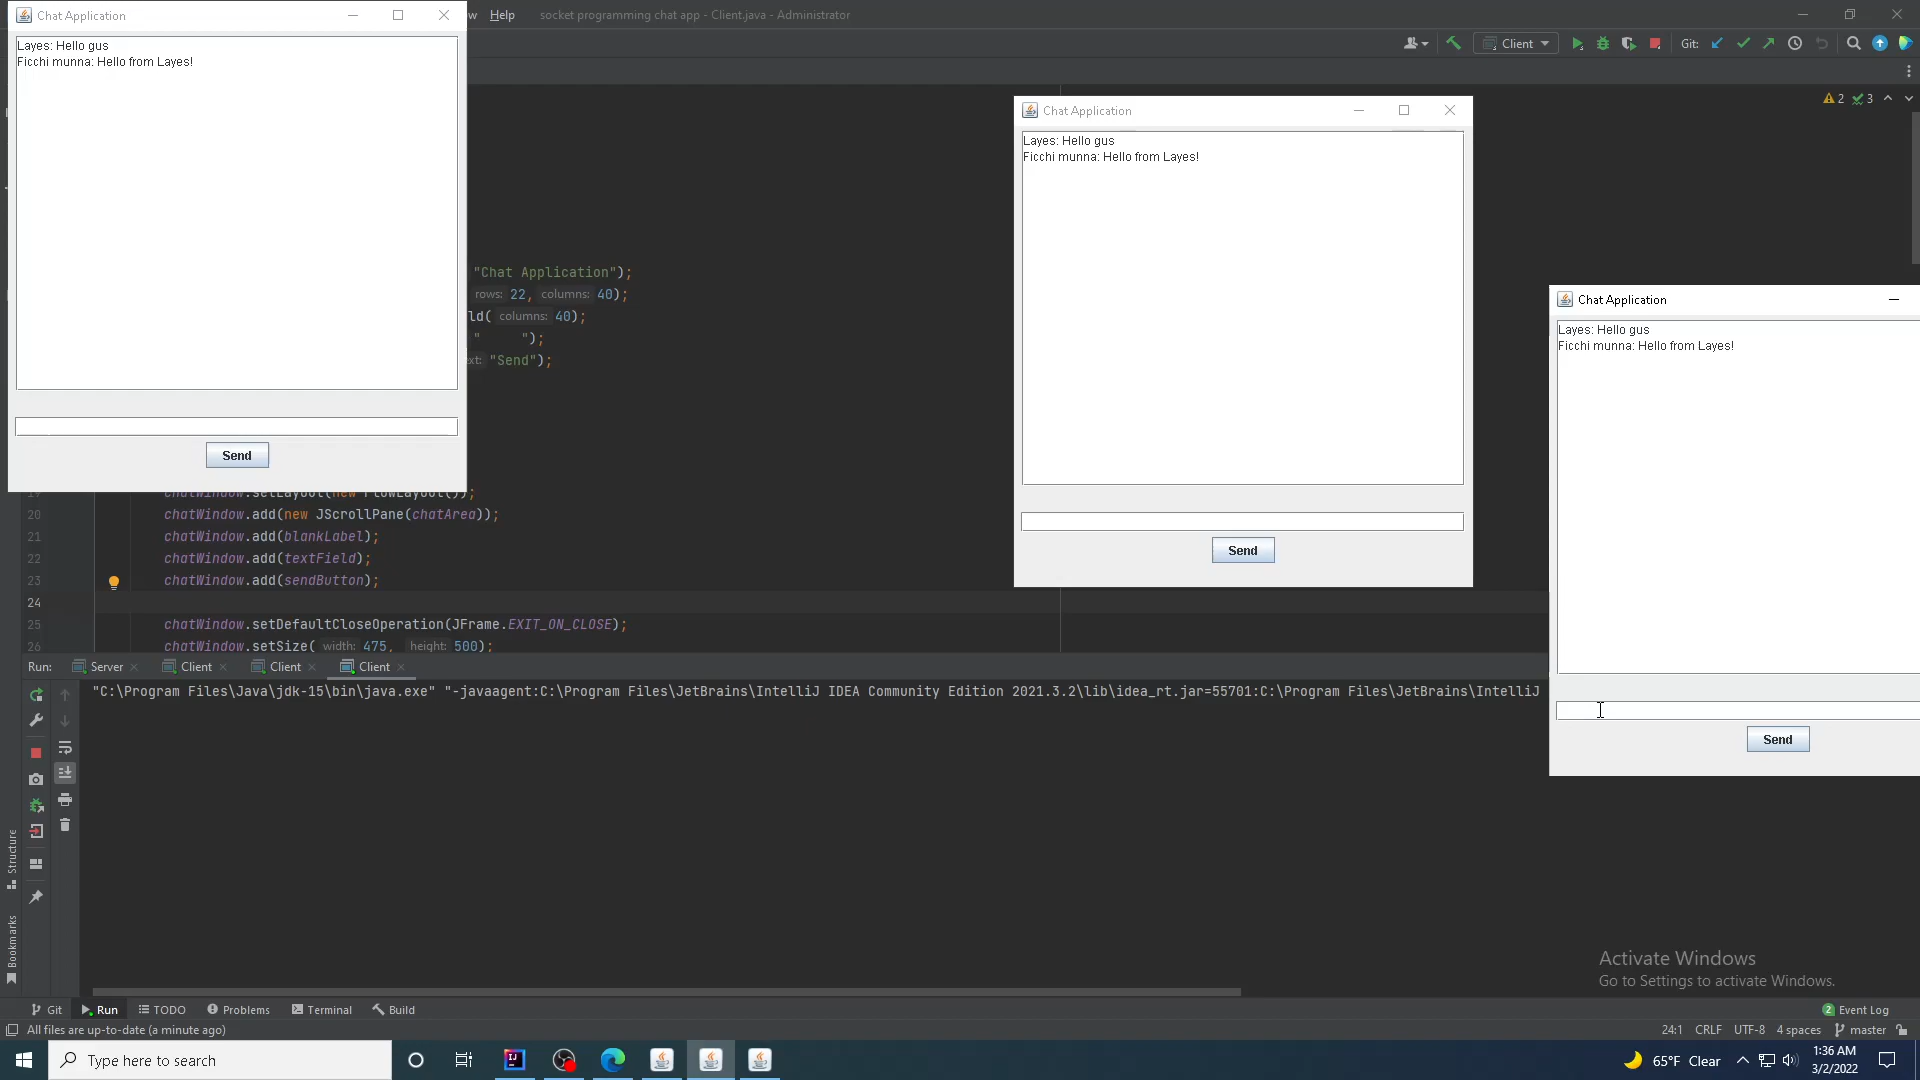 Chat Application
Layes: Hello gus
Ficchi munna: Hello from Layes!
Send
Help
socket programming chat app - Client.java - Administrator
Client
Git:
2
3
"Chat Application");
rows: 22, columns: 40);
ld( columns: 40);
"      ");
"Send");
chatWindow.setLayout(new FlowLayout());
20 chatWindow.add(new JScrollPane(chatArea));
21 chatWindow.add(blankLabel);
22 chatWindow.add(textField);
23 chatWindow.add(sendButton);
24
25 chatWindow.setDefaultCloseOperation(JFrame.EXIT_ON_CLOSE);
26 chatWindow.setSize( width: 475, height: 500);
Chat Application
Layes: Hello gus
Ficchi munna: Hello from Layes!
Send
Chat Application
Layes: Hello gus
Ficchi munna: Hello from Layes!
Send
Run: Server Client Client Client
"C:\Program Files\Java\jdk-15\bin\java.exe" "-javaagent:C:\Program Files\JetBrains\IntelliJ IDEA Community Edition 2021.3.2\lib\idea_rt.jar=55701:C:\Program Files\JetBrains\IntelliJ
Structure
Bookmarks
Activate Windows
Go to Settings to activate Windows.
Git Run TODO Problems Terminal Build
2 Event Log
All files are up-to-date (a minute ago)
24:1 CRLF UTF-8 4 spaces master
Type here to search
65°F Clear
1:36 AM
3/2/2022